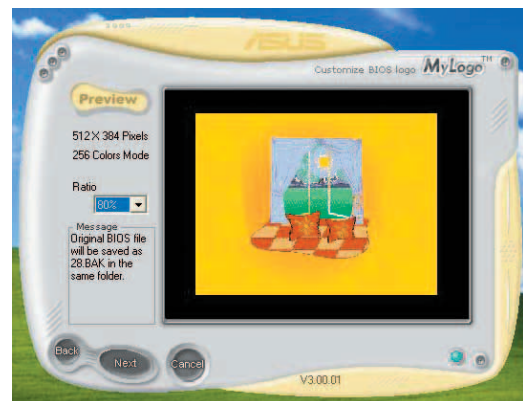 ASUS
Customize BIOS logo MyLogo™
Preview
512 X 384 Pixels
256 Colors Mode
Ratio
80%
Message
Original BIOS file
will be saved as
28.BAK in the
same folder.
Back
Next
Cancel
V3.00.01